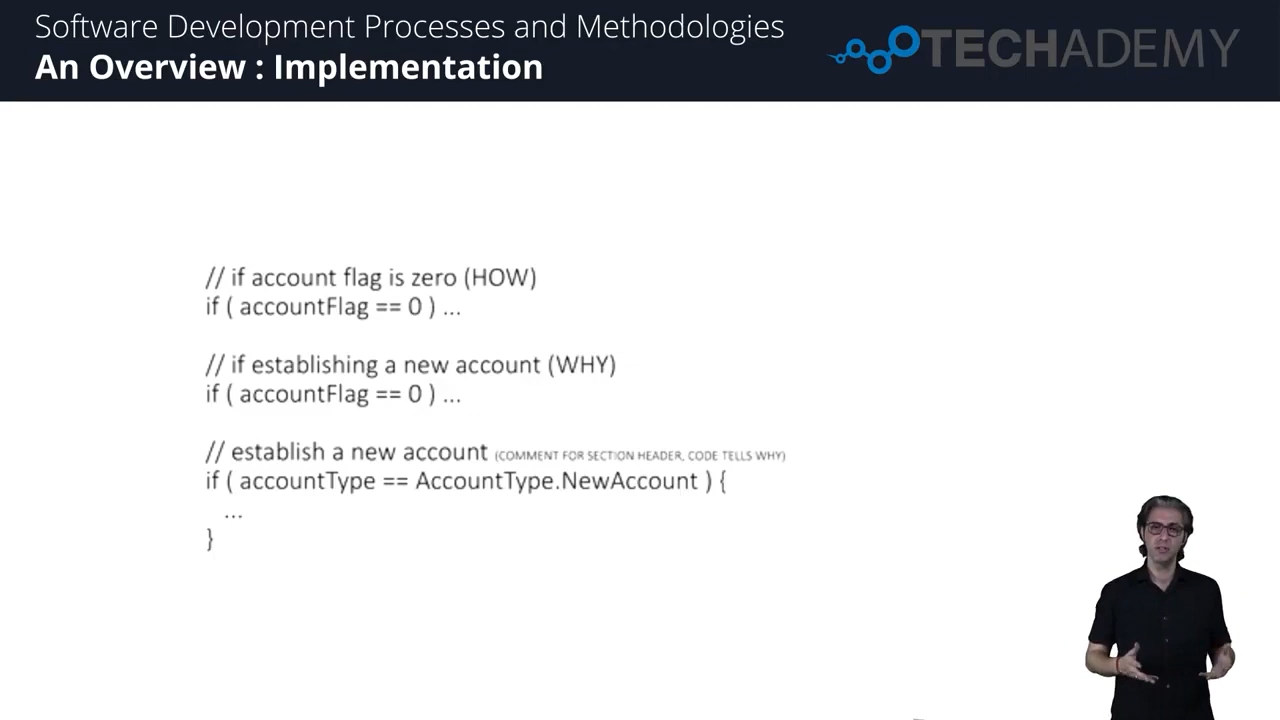 Software Development Processes and Methodologies
An Overview : Implementation
TECHADEMY
// if account flag is zero (HOW)
if ( accountFlag == 0 ) ...
// if establishing a new account (WHY)
if ( accountFlag == 0 ) ...
// establish a new account (COMMENT FOR SECTION HEADER, CODE TELLS WHY)
if ( accountType == AccountType.NewAccount ) {
...
}